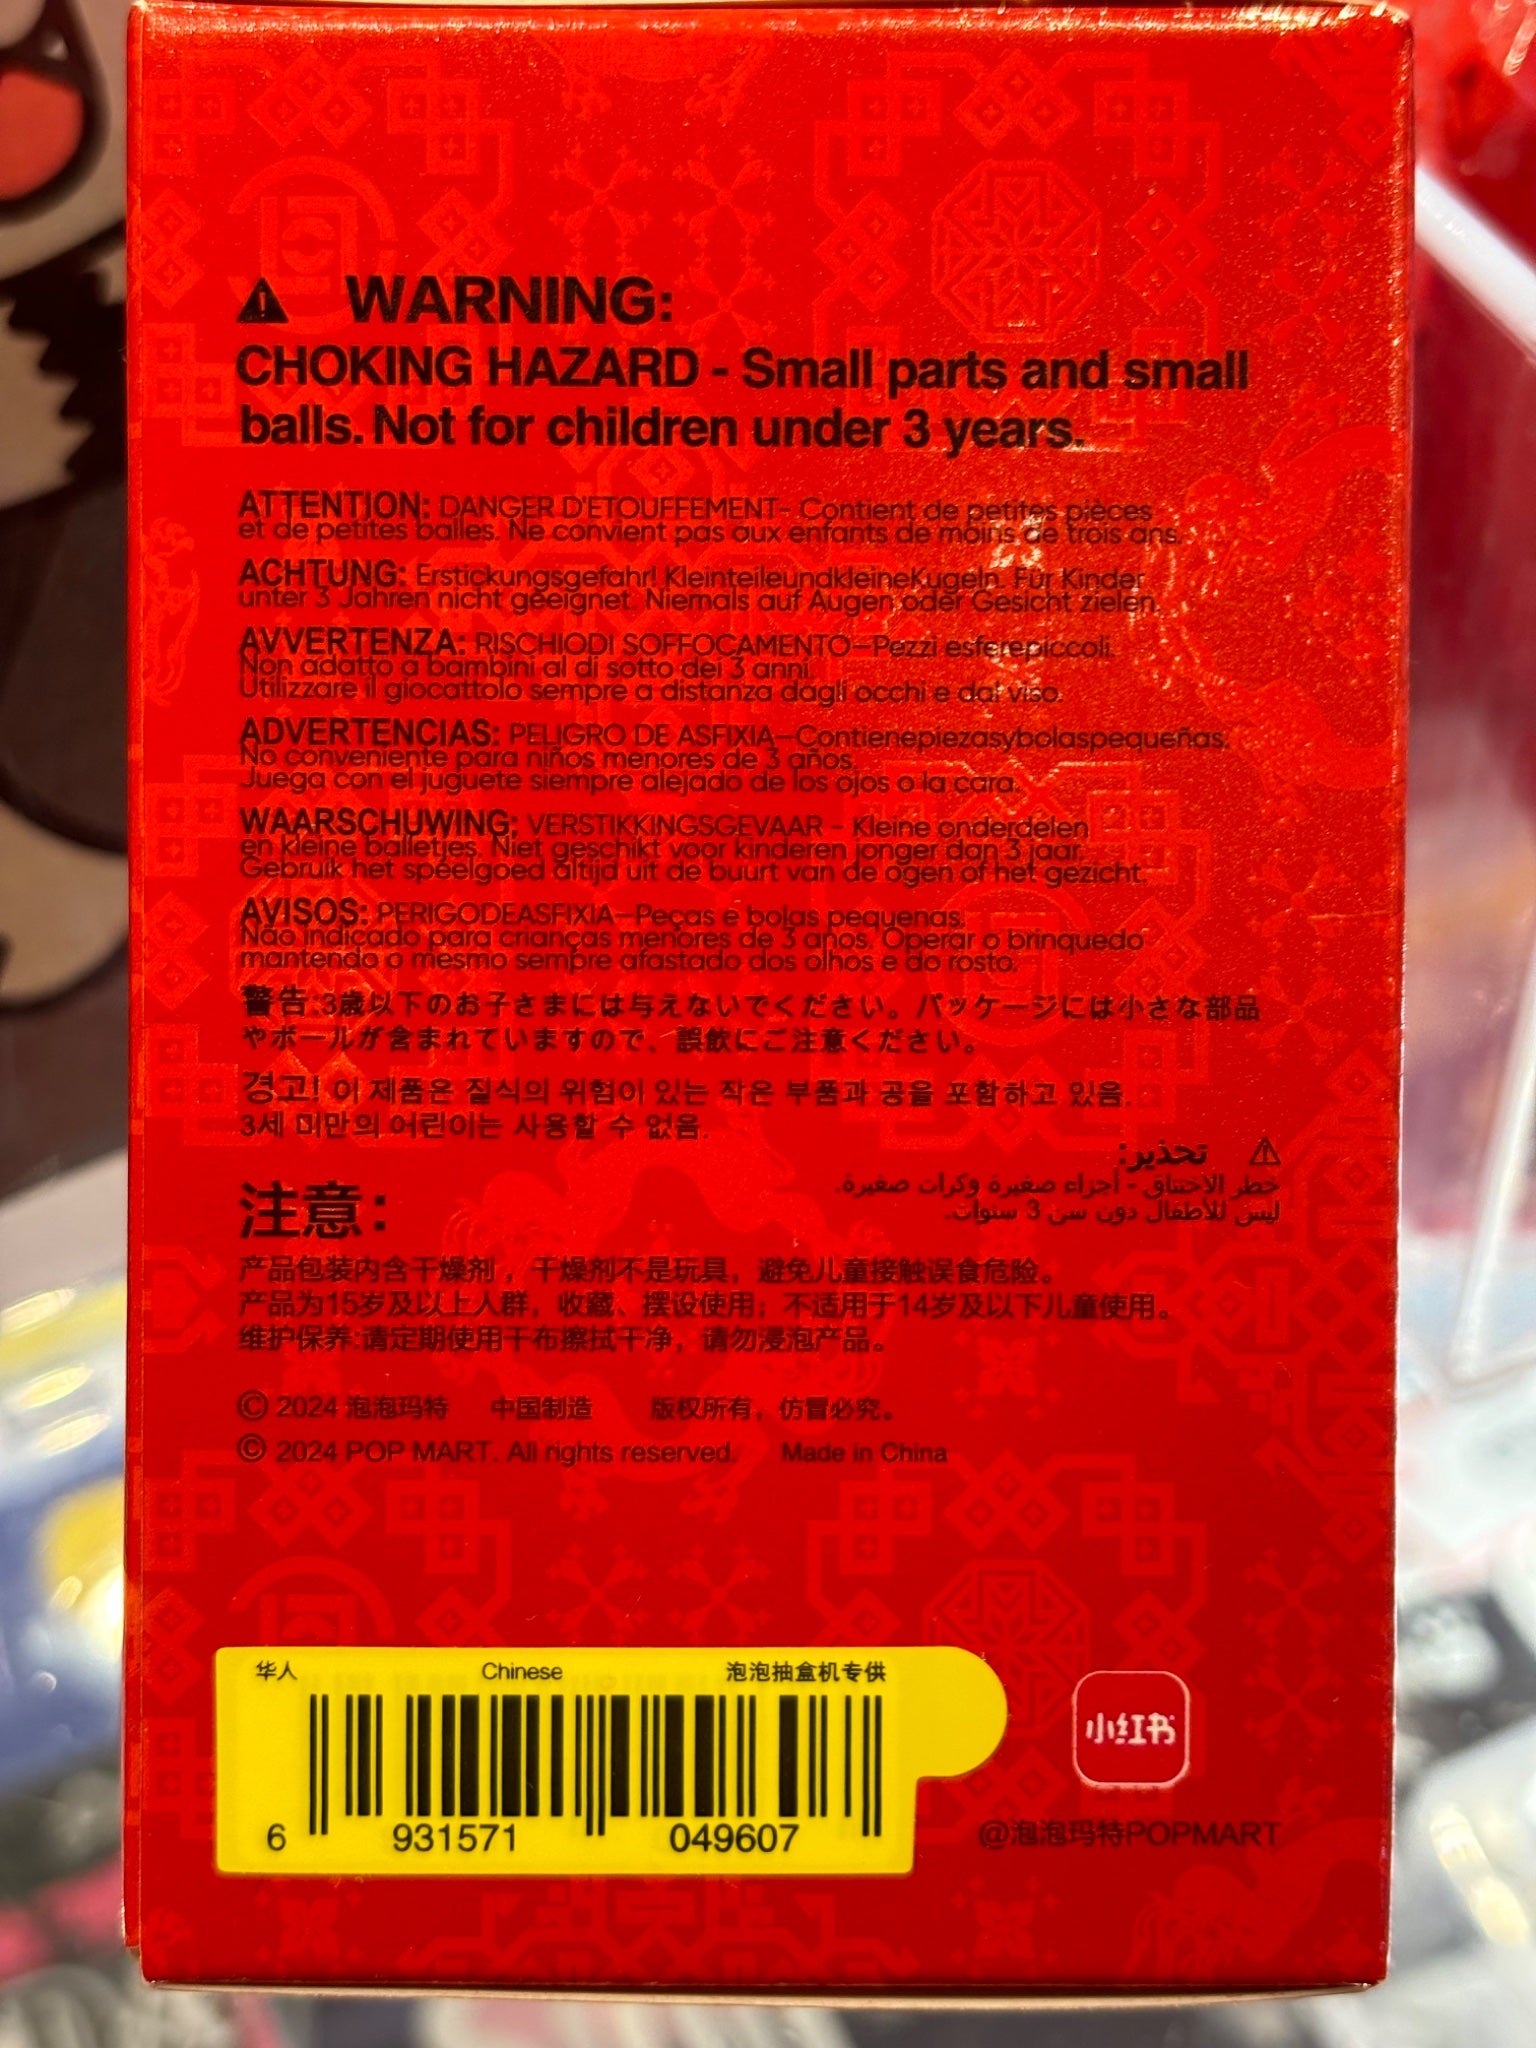 ⚠ WARNING:
CHOKING HAZARD - Small parts and small
balls. Not for children under 3 years.
ATTENTION: DANGER D'ETOUFFEMENT- Contient de petites pièces
et de petites balles. Ne convient pas aux enfants de moins de trois ans.
ACHTUNG: Erstickungsgefahr! KleinteileundkleineKugeln. Für Kinder
unter 3 Jahren nicht geeignet. Niemals auf Augen oder Gesicht zielen.
AVVERTENZA: RISCHIODI SOFFOCAMENTO—Pezzi esferepiccoli.
Non adatto a bambini al di sotto dei 3 anni.
Utilizzare il giocattolo sempre a distanza dagli occhi e dal viso.
ADVERTENCIAS: PELIGRO DE ASFIXIA—Contienepiezasybolaspequeñas.
No conveniente para niños menores de 3 años.
Juega con el juguete siempre alejado de los ojos o la cara.
WAARSCHUWING; VERSTIKKINGSGEVAAR - Kleine onderdelen
en kleine balletjes. Niet geschikt voor kinderen jonger dan 3 jaar.
Gebruik het speelgoed altijd uit de buurt van de ogen of het gezicht.
AVISOS: PERIGODEASFIXIA—Peças e bolas pequenas.
Não indicado para crianças menores de 3 anos. Operar o brinquedo
mantendo o mesmo sempre afastado dos olhos e do rosto.
警告:3歳以下のお子さまには与えないでください。パッケージには小さな部品
やボールが含まれていますので、誤飲にご注意ください。
경고! 이 제품은 질식의 위험이 있는 작은 부품과 공을 포함하고 있음.
3세 미만의 어린이는 사용할 수 없음.
⚠ تحذير:
خطر الاختناق - أجزاء صغيرة وكرات صغيرة.
ليس للأطفال دون سن 3 سنوات.
注意：
产品包装内含干燥剂，干燥剂不是玩具，避免儿童接触误食危险。
产品为15岁及以上人群，收藏、摆设使用；不适用于14岁及以下儿童使用。
维护保养:请定期使用干布擦拭干净，请勿浸泡产品。
© 2024 泡泡玛特 中国制造 版权所有，仿冒必究。
© 2024 POP MART. All rights reserved. Made in China
华人 Chinese 泡泡抽盒机专供
6 931571 049607
小红书
@泡泡玛特POPMART